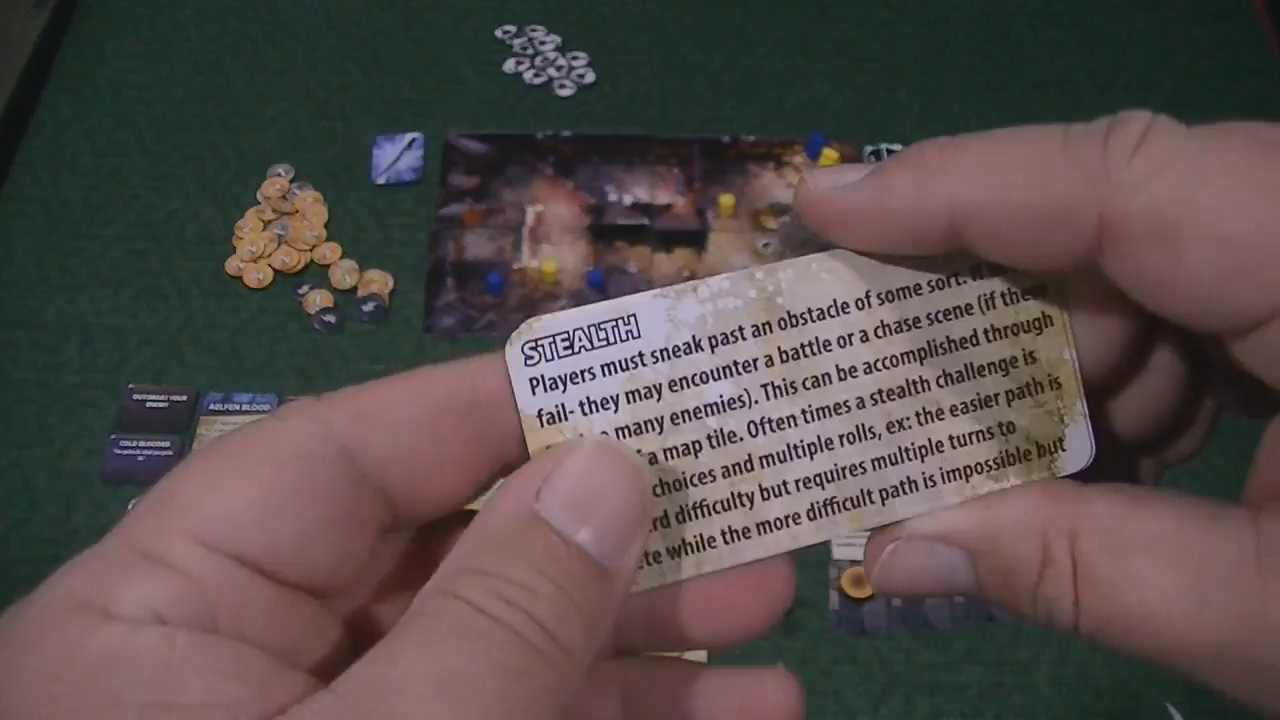 STEALTH
Players must sneak past an obstacle of some sort.
fail- they may encounter a battle or a chase scene (if
many enemies). This can be accomplished through
a map tile. Often times a stealth challenge is
choices and multiple rolls, ex: the easier path is
difficulty but requires multiple turns to
while the more difficult path is impossible but
OUTSMART YOUR
ENEMY
AELFEN BLOOD
COLD BLOODED